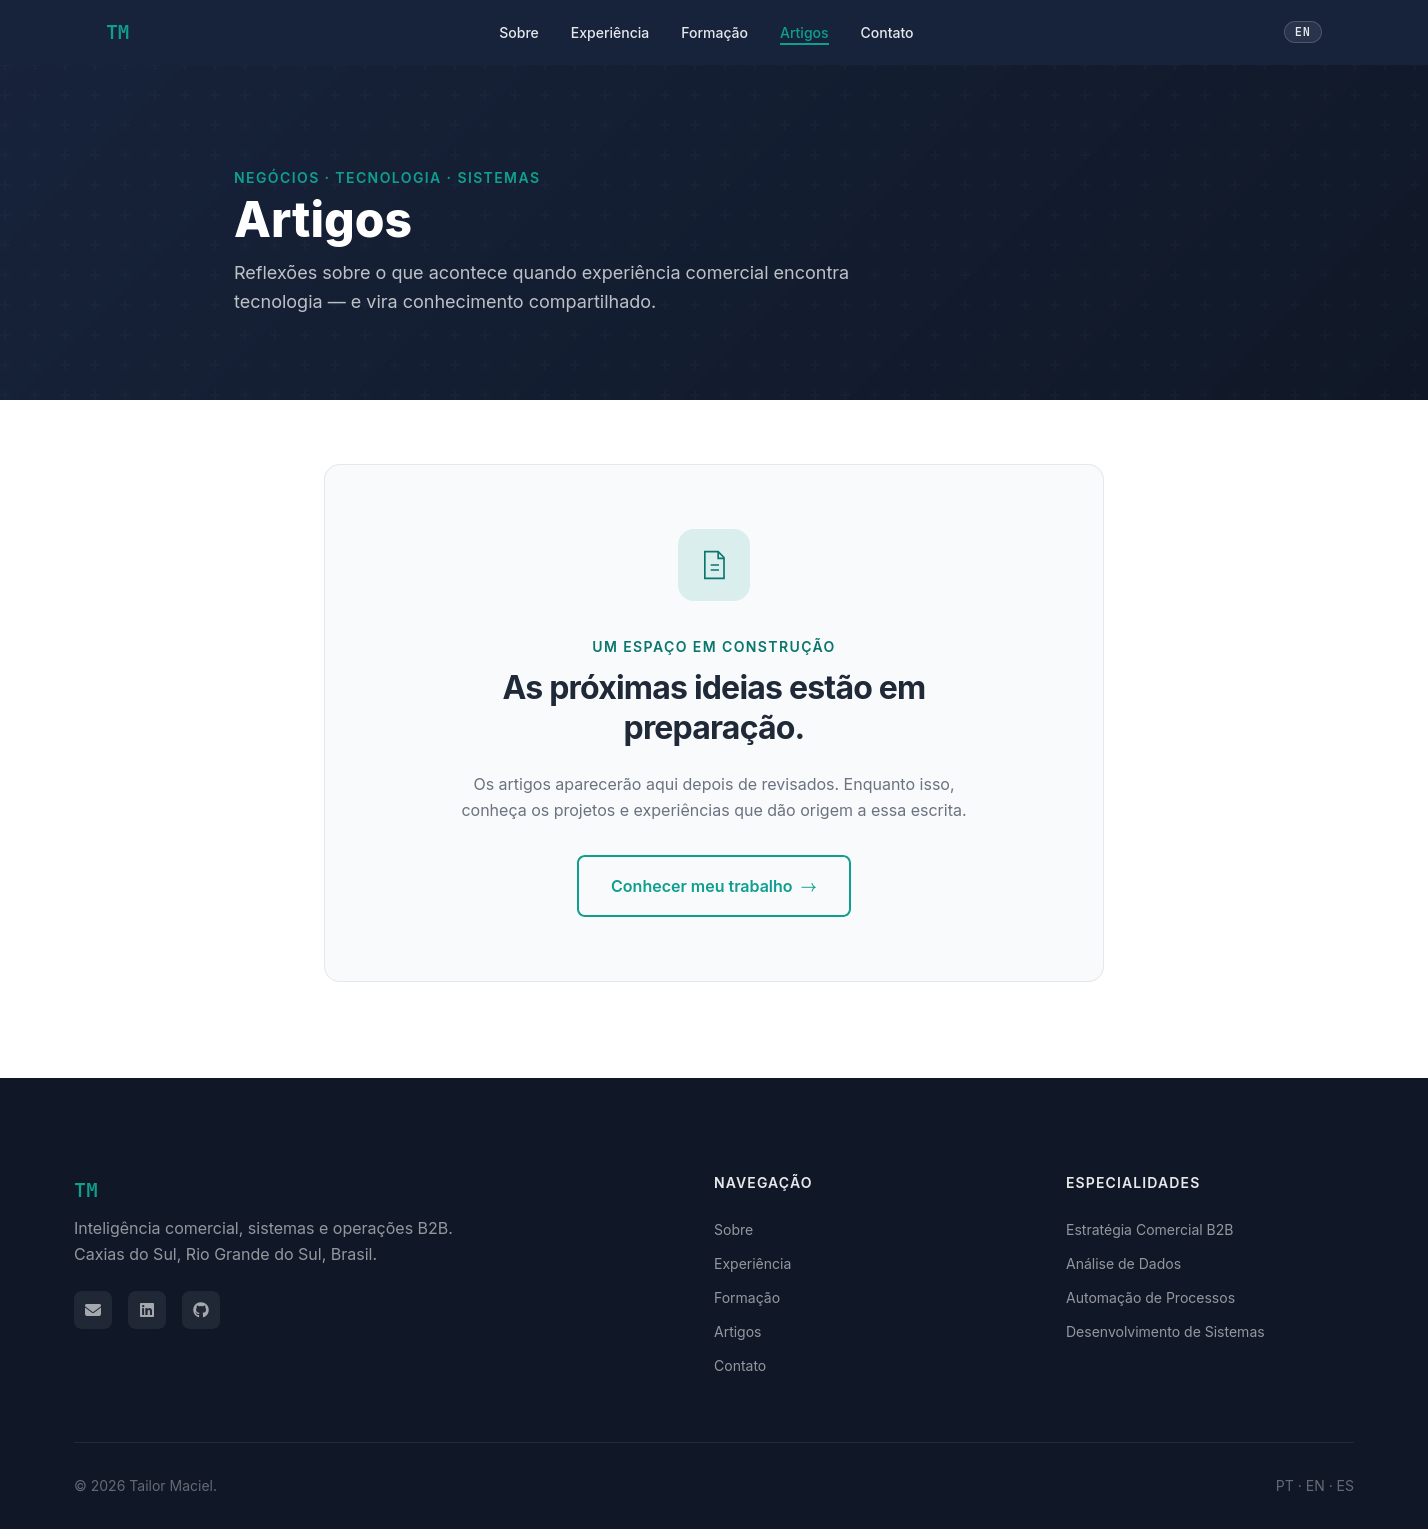 TM
Sobre
Experiência
Formação
Artigos
Contato
EN
NEGÓCIOS · TECNOLOGIA · SISTEMAS
Artigos
Reflexões sobre o que acontece quando experiência comercial encontra
tecnologia — e vira conhecimento compartilhado.
UM ESPAÇO EM CONSTRUÇÃO
As próximas ideias estão em
preparação.
Os artigos aparecerão aqui depois de revisados. Enquanto isso,
conheça os projetos e experiências que dão origem a essa escrita.
Conhecer meu trabalho →
TM
Inteligência comercial, sistemas e operações B2B.
Caxias do Sul, Rio Grande do Sul, Brasil.
NAVEGAÇÃO
Sobre
Experiência
Formação
Artigos
Contato
ESPECIALIDADES
Estratégia Comercial B2B
Análise de Dados
Automação de Processos
Desenvolvimento de Sistemas
© 2026 Tailor Maciel.
PT · EN · ES